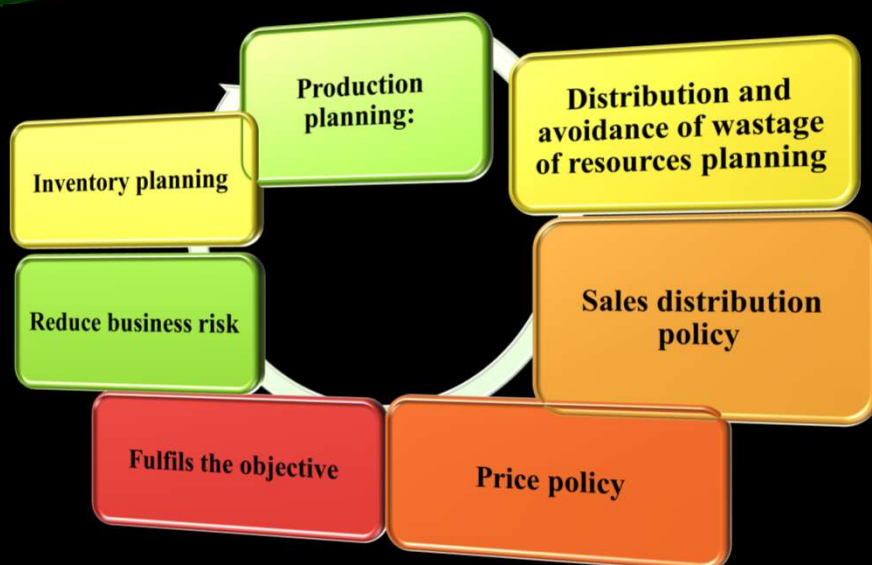 Production
planning:
Distribution and
avoidance of wastage
of resources planning
Sales distribution
policy
Price policy
Fulfils the objective
Reduce business risk
Inventory planning